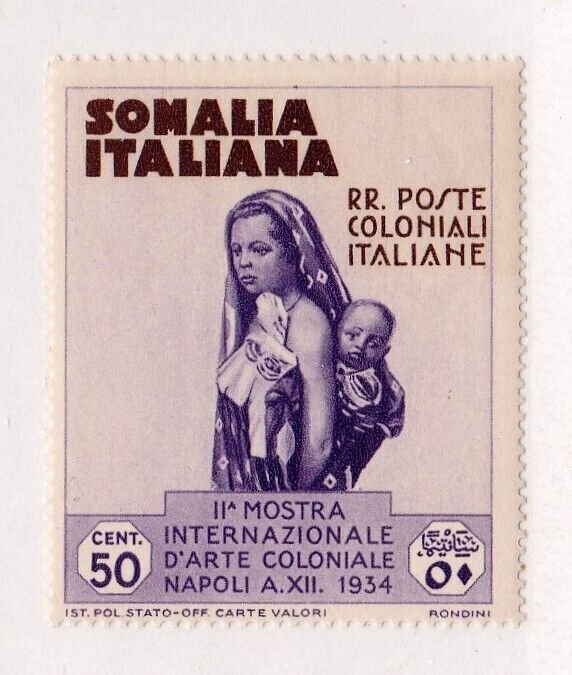 SOMALIA
ITALIANA
RR. POSTE
COLONIALI
ITALIANE
IIᴬ MOSTRA
INTERNAZIONALE
D'ARTE COLONIALE
NAPOLI A.XII. 1934
CENT.
50
٥٠
IST. POL. STATO-OFF. CARTE VALORI
RONDINI